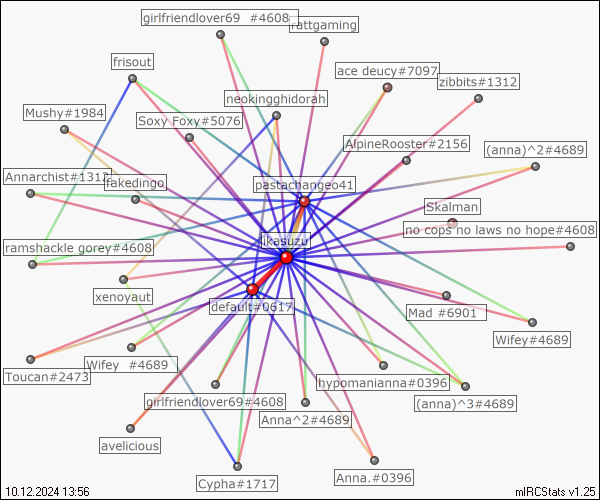 girlfriendlover69 #4608
rattgaming
frisout
ace deucy#7097
zibbits#1312
neokingghidorah
Mushy#1984
Soxy Foxy#5076
AlpineRooster#2156
(anna)^2#4689
Annarchist#1312
fakedingo
pastachangeo41
Skalman
no cops no laws no hope#4608
ikasuzu
ramshackle gorey#4608
xenoyaut
default#0617
Mad #6901
Wifey#4689
Toucan#2473
Wifey #4689
hypomanianna#0396
girlfriendlover69#4608
(anna)^3#4689
Anna^2#4689
avelicious
Cypha#1717
Anna.#0396
10.12.2024 13:56
mIRCStats v1.25